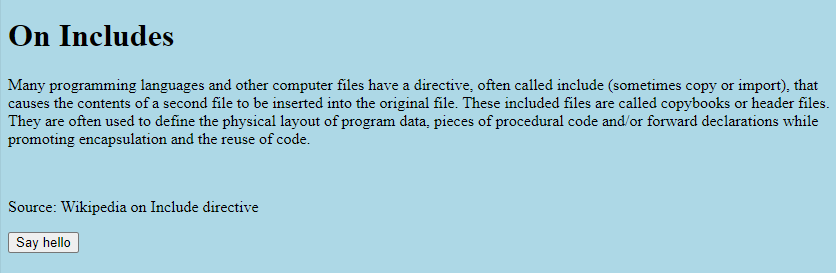 On Includes
Many programming languages and other computer files have a directive, often called include (sometimes copy or import), that
causes the contents of a second file to be inserted into the original file. These included files are called copybooks or header files.
They are often used to define the physical layout of program data, pieces of procedural code and/or forward declarations while
promoting encapsulation and the reuse of code.
Source: Wikipedia on Include directive
Say hello